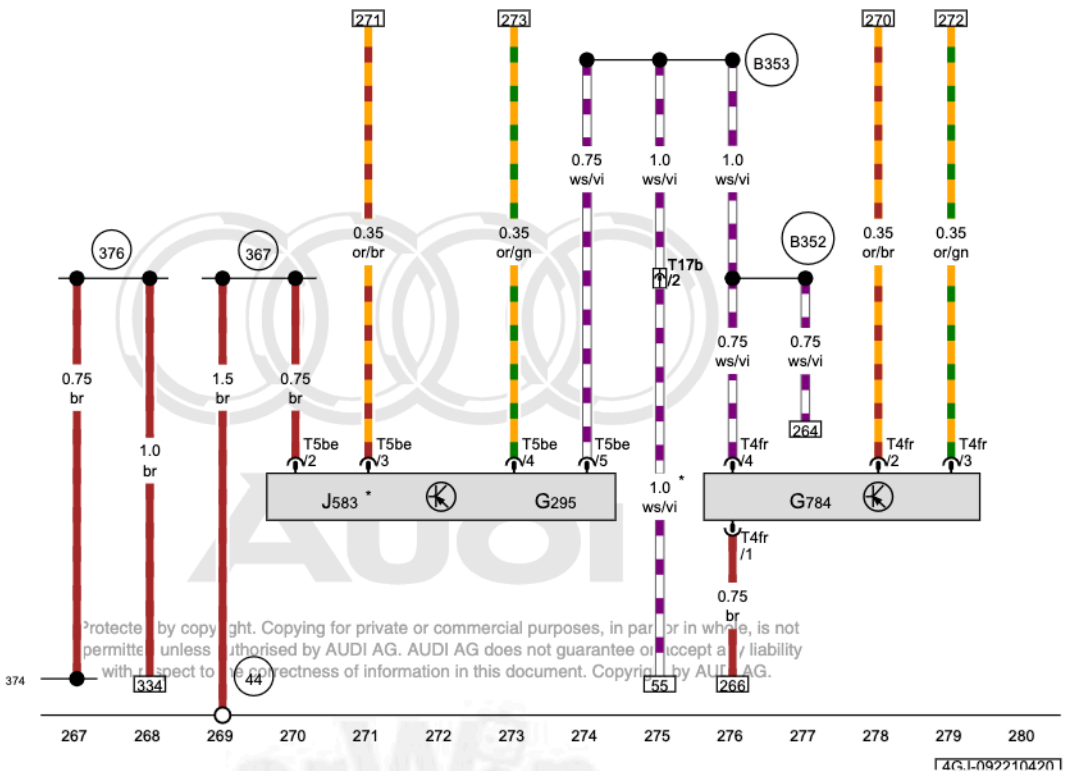 271
273
270
272
B353
0.75
ws/vi
1.0
ws/vi
1.0
ws/vi
376
367
0.35
or/br
0.35
or/gn
B352
0.35
or/br
0.35
or/gn
T17b
/2
0.75
br
1.5
br
0.75
br
0.75
ws/vi
0.75
ws/vi
264
1.0
br
T5be
/2
T5be
/3
T5be
/4
T5be
/5
T4fr
/4
T4fr
/2
T4fr
/3
J583 *
G295
1.0 *
ws/vi
G784
AUDI
T4fr
/1
0.75
br
Protected by copyright. Copying for private or commercial purposes, in part or in whole, is not
permitted unless authorised by AUDI AG. AUDI AG does not guarantee or accept any liability
with respect to the correctness of information in this document. Copyright by AUDI AG.
374
334
44
55
266
267 268 269 270 271 272 273 274 275 276 277 278 279 280
4GJ-092210420